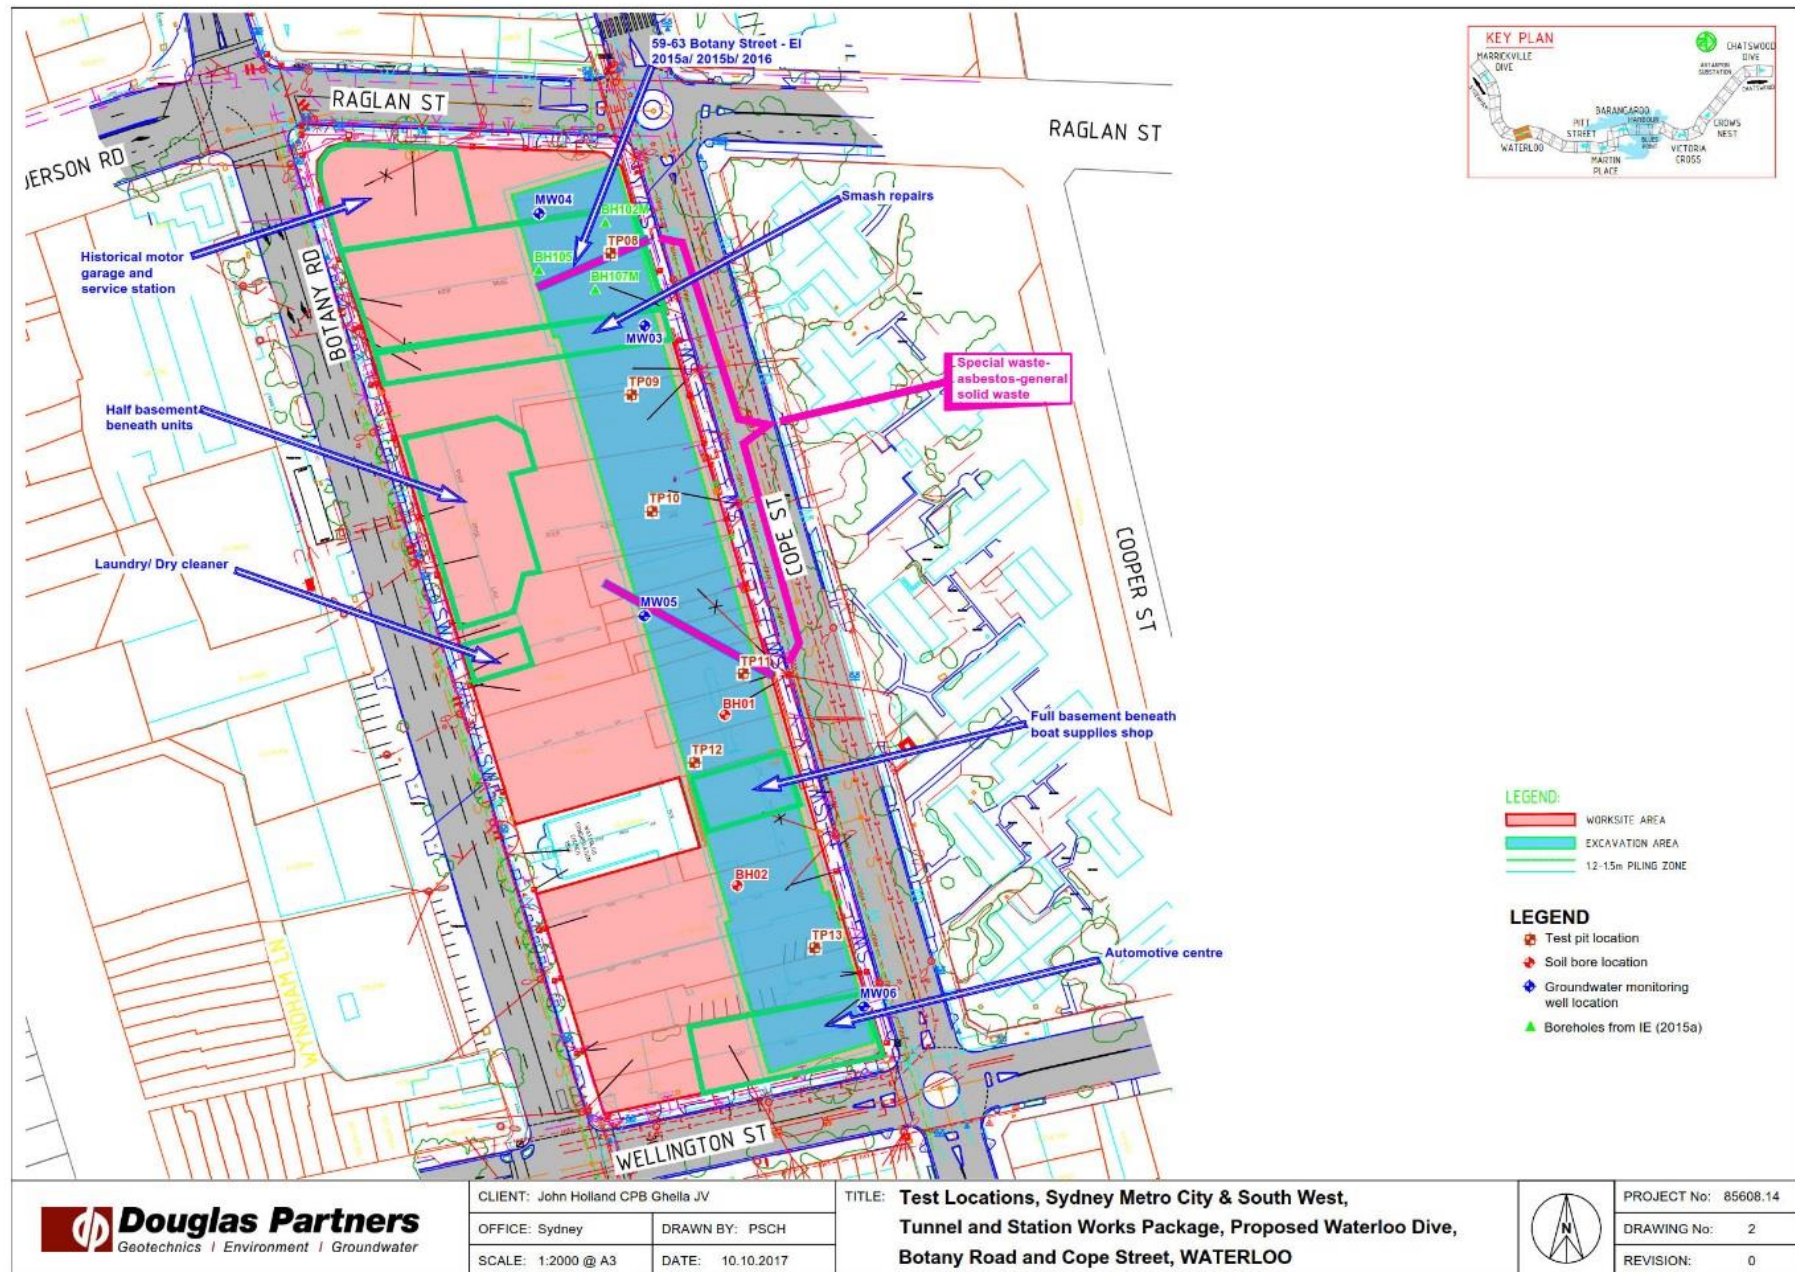 59-63 Botany Street - EI
2015a/ 2015b/ 2016
RAGLAN ST
RAGLAN ST
DERSON RD
KEY PLAN
MARRICKVILLE
DIVE
CHATSWOOD
DIVE
ARTARMON
SUBSTATION
CHATSWOOD
SYDENHAM
BARANGAROO
HARBOUR
PITT
STREET
BLUES
POINT
CROWS
NEST
WATERLOO
VICTORIA
CROSS
MARTIN
PLACE
Smash repairs
MW04
BH102M
TP08
BH105
BH107M
Historical motor
garage and
service station
BOTANY RD
MW03
Special waste-
asbestos-general
solid waste
TP09
Half basement
beneath units
TP10
COPE ST
COOPER ST
Laundry/ Dry cleaner
MW05
TP11
BH01
Full basement beneath
boat supplies shop
TP12
BH02
TP13
WYNDHAM LN
Automotive centre
MW06
WELLINGTON ST
LEGEND:
WORKSITE AREA
EXCAVATION AREA
1.2-1.5m PILING ZONE
LEGEND
Test pit location
Soil bore location
Groundwater monitoring
well location
Boreholes from IE (2015a)
Douglas Partners
Geotechnics | Environment | Groundwater
CLIENT: John Holland CPB Ghella JV
OFFICE: Sydney
DRAWN BY: PSCH
SCALE: 1:2000 @ A3
DATE: 10.10.2017
TITLE: Test Locations, Sydney Metro City & South West,
Tunnel and Station Works Package, Proposed Waterloo Dive,
Botany Road and Cope Street, WATERLOO
N
PROJECT No: 85608.14
DRAWING No: 2
REVISION: 0